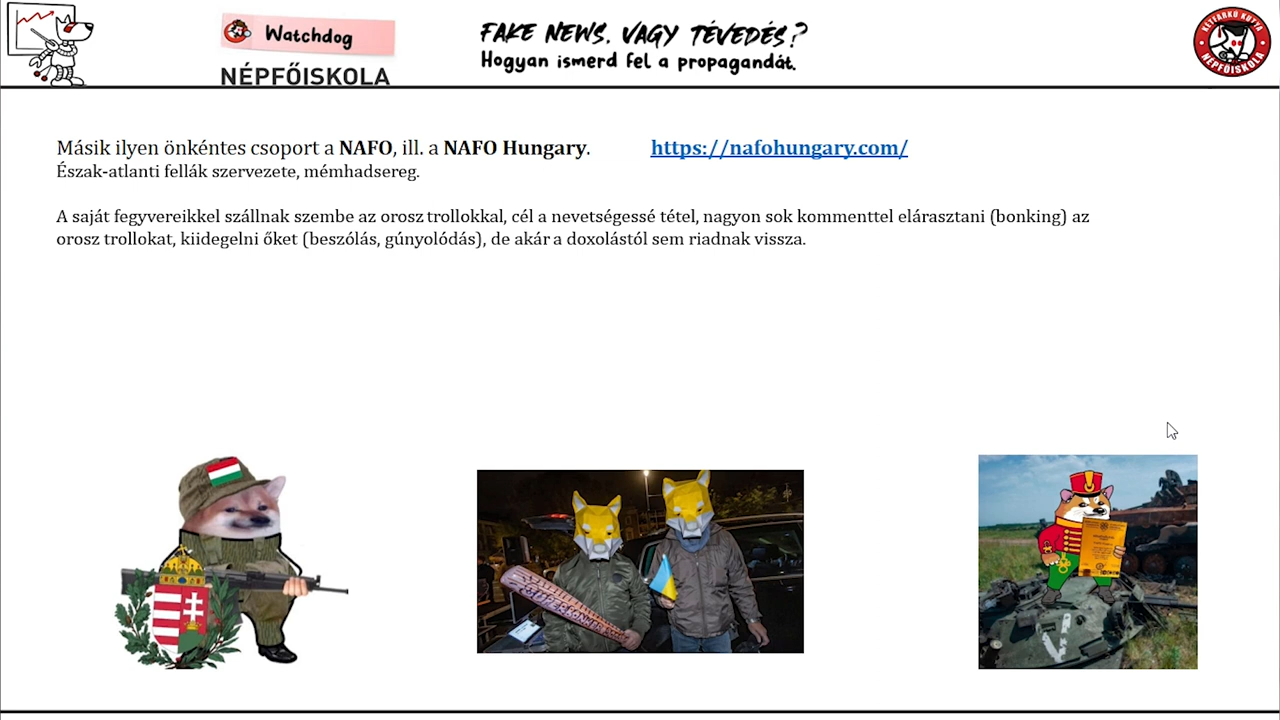 Watchdog
NÉPFŐISKOLA
FAKE NEWS, VAGY TÉVEDÉS?
Hogyan ismerd fel a propagandát.
KÉTFARKÚ KUTYA
NÉPFŐISKOLA
Másik ilyen önkéntes csoport a NAFO, ill. a NAFO Hungary. https://nafohungary.com/
Észak-atlanti fellák szervezete, mémhadsereg.
A saját fegyvereikkel szállnak szembe az orosz trollokkal, cél a nevetségessé tétel, nagyon sok kommenttel elárasztani (bonking) az
orosz trollokat, kiidegelni őket (beszólás, gúnyolódás), de akár a doxolástól sem riadnak vissza.
V